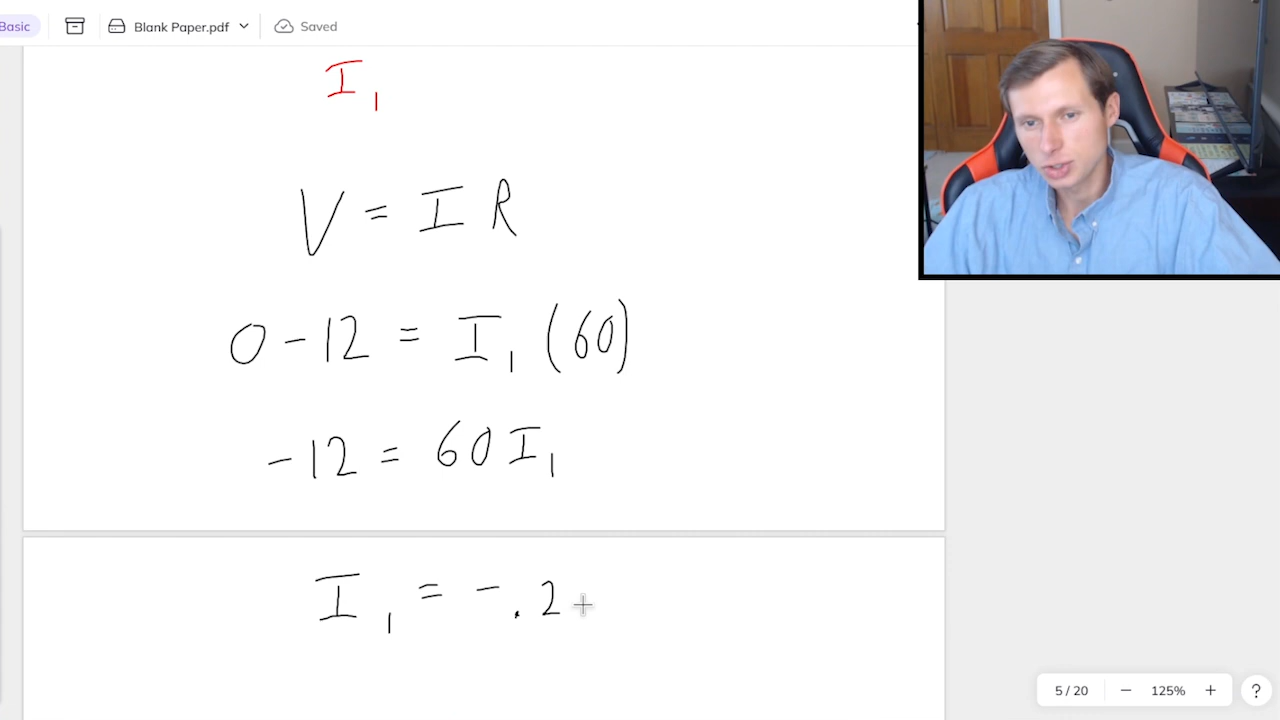 Basic Blank Paper.pdf Saved
I₁
V = I R
0 - 12 = I₁ (60)
-12 = 60 I₁
I₁ = -.2
5 / 20 − 125% + ?